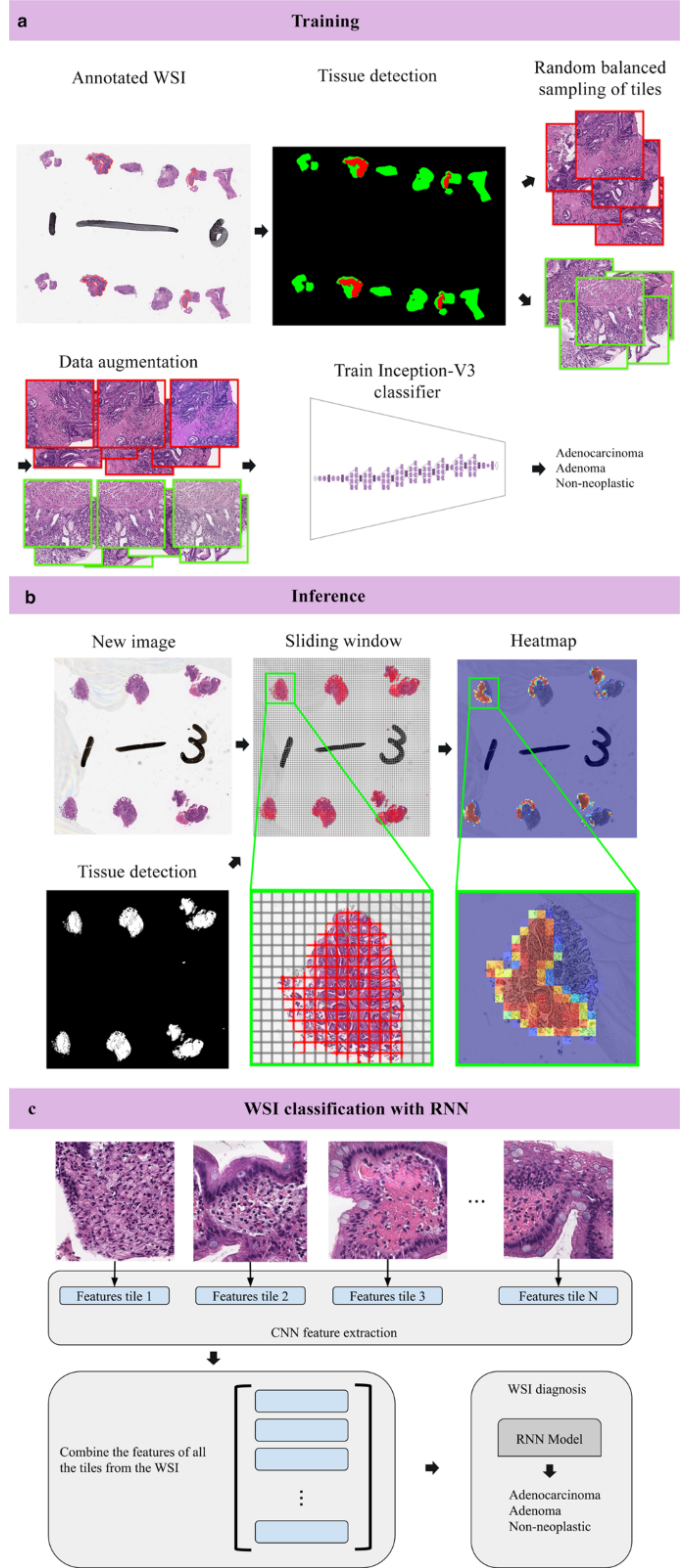 a
Training
Annotated WSI
Tissue detection
Random balanced
sampling of tiles
1 — 6
Data augmentation
Train Inception-V3
classifier
Adenocarcinoma
Adenoma
Non-neoplastic
b
Inference
New image
Sliding window
Heatmap
1 — 3
1 — 3
1 — 3
Tissue detection
c
WSI classification with RNN
...
Features tile 1
Features tile 2
Features tile 3
Features tile N
CNN feature extraction
Combine the features of all
the tiles from the WSI
WSI diagnosis
RNN Model
Adenocarcinoma
Adenoma
Non-neoplastic